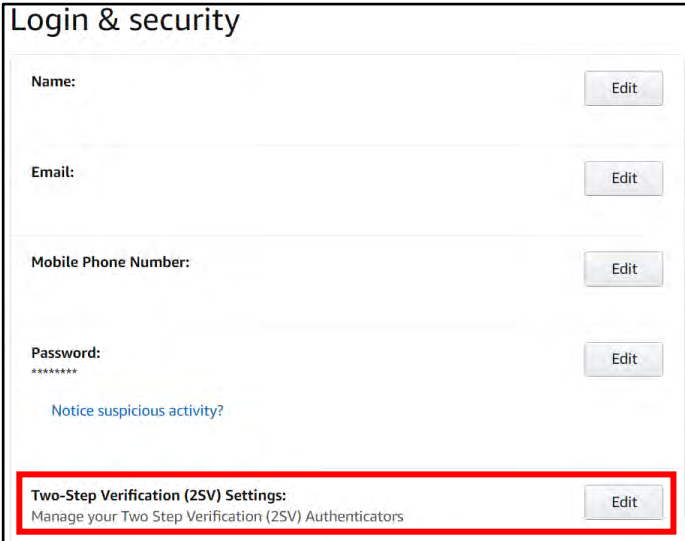 Login & security
Name:
Edit
Email:
Edit
Mobile Phone Number:
Edit
Password:
Edit
********
Notice suspicious activity?
Two-Step Verification (2SV) Settings:
Edit
Manage your Two Step Verification (2SV) Authenticators